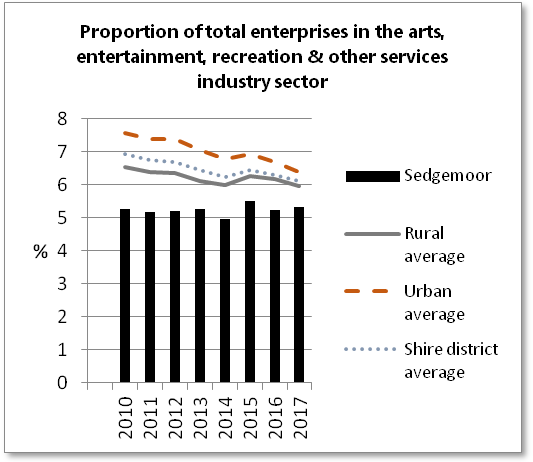 Proportion of total enterprises in the arts,
entertainment, recreation & other services
industry sector
8
7
6
5
% 4
3
2
1
0
2010 2011 2012 2013 2014 2015 2016 2017
Sedgemoor
Rural
average
Urban
average
Shire district
average